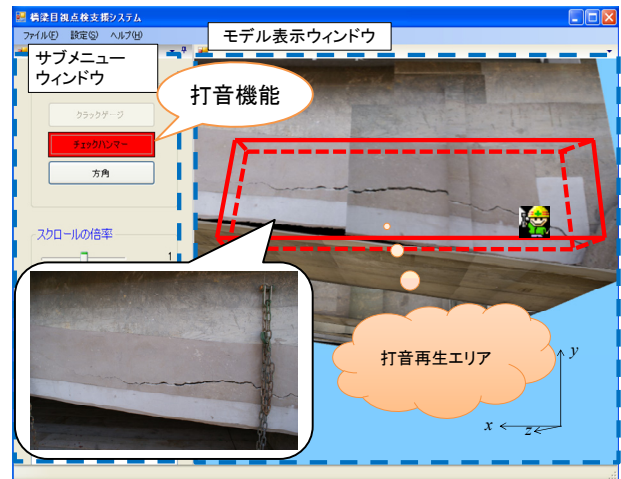 橋梁目視点検支援システム
ファイル(F) 設定(S) ヘルプ(H)
モデル表示ウィンドウ
サブメニュー
ウィンドウ
打音機能
クラックゲージ
チェックハンマー
方角
スクロールの倍率
1
打音再生エリア
y
x
z